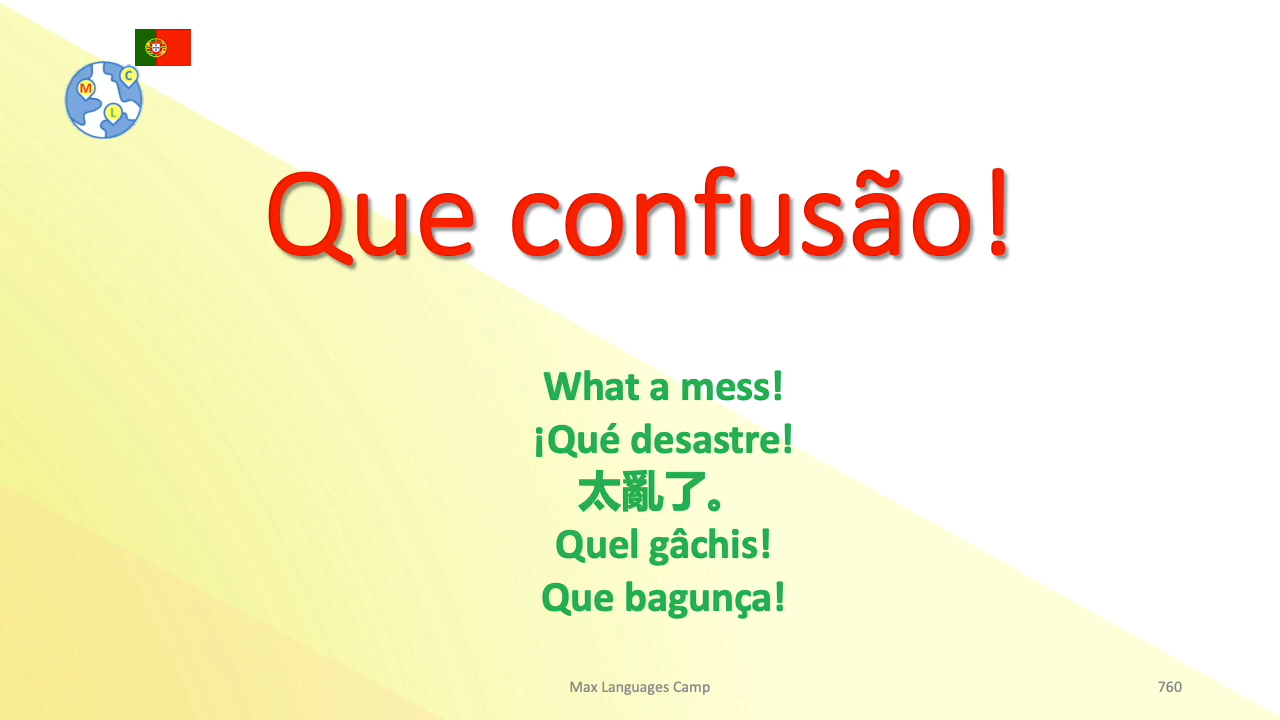 C
M
L
Que confusão!
What a mess!
¡Qué desastre!
太亂了。
Quel gâchis!
Que bagunça!
Max Languages Camp
760